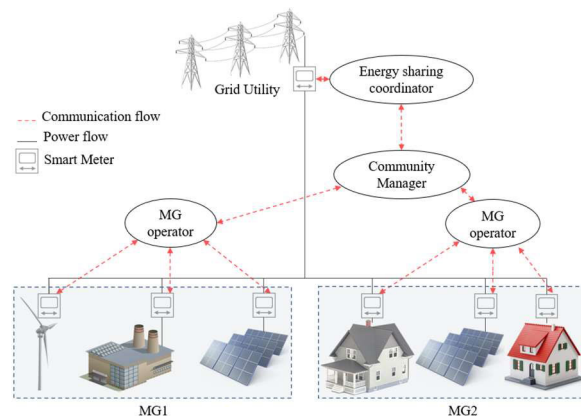 Grid Utility
Energy sharing
coordinator
Communication flow
Power flow
Smart Meter
Community
Manager
MG
operator
MG
operator
MG1
MG2